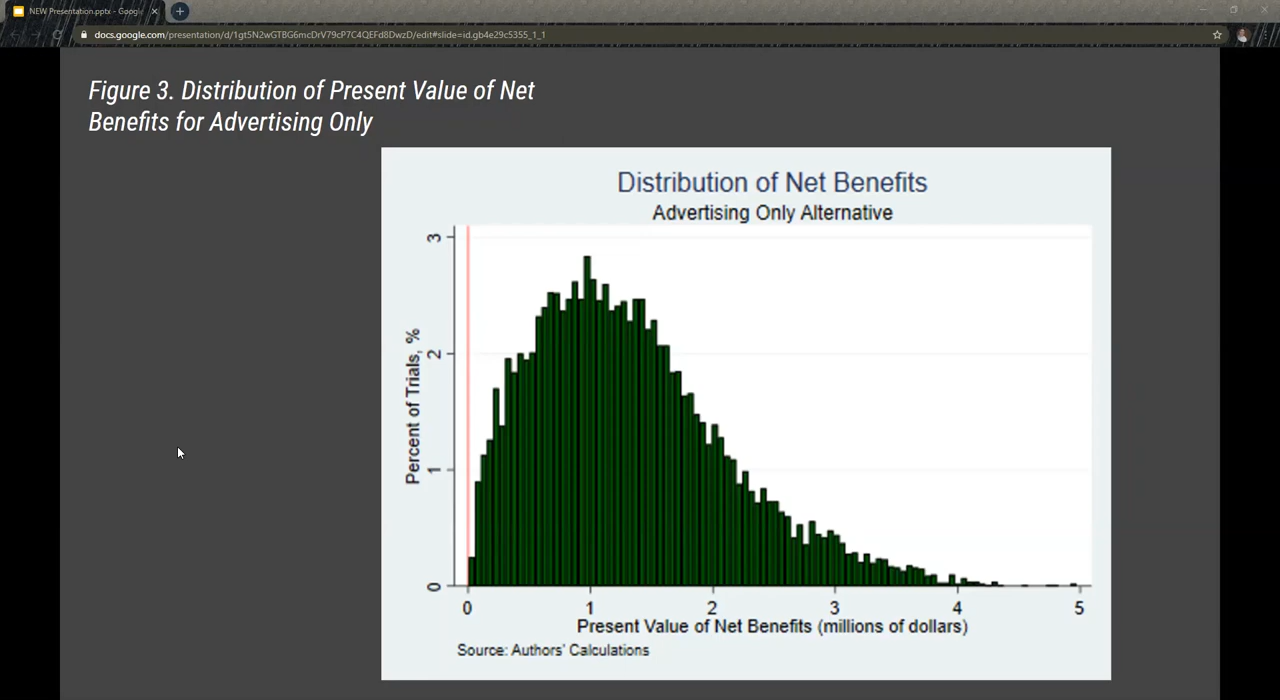 NEW Presentation.pptx - Google
docs.google.com/presentation/d/1gt5N2wGTBG6mcDrV79cP7C4QEFd8DwzD/edit#slide=id.gb4e29c5355_1_1
Figure 3. Distribution of Present Value of Net
Benefits for Advertising Only
Distribution of Net Benefits
Advertising Only Alternative
Percent of Trials, %
3
2
1
0
0 1 2 3 4 5
Present Value of Net Benefits (millions of dollars)
Source: Authors' Calculations